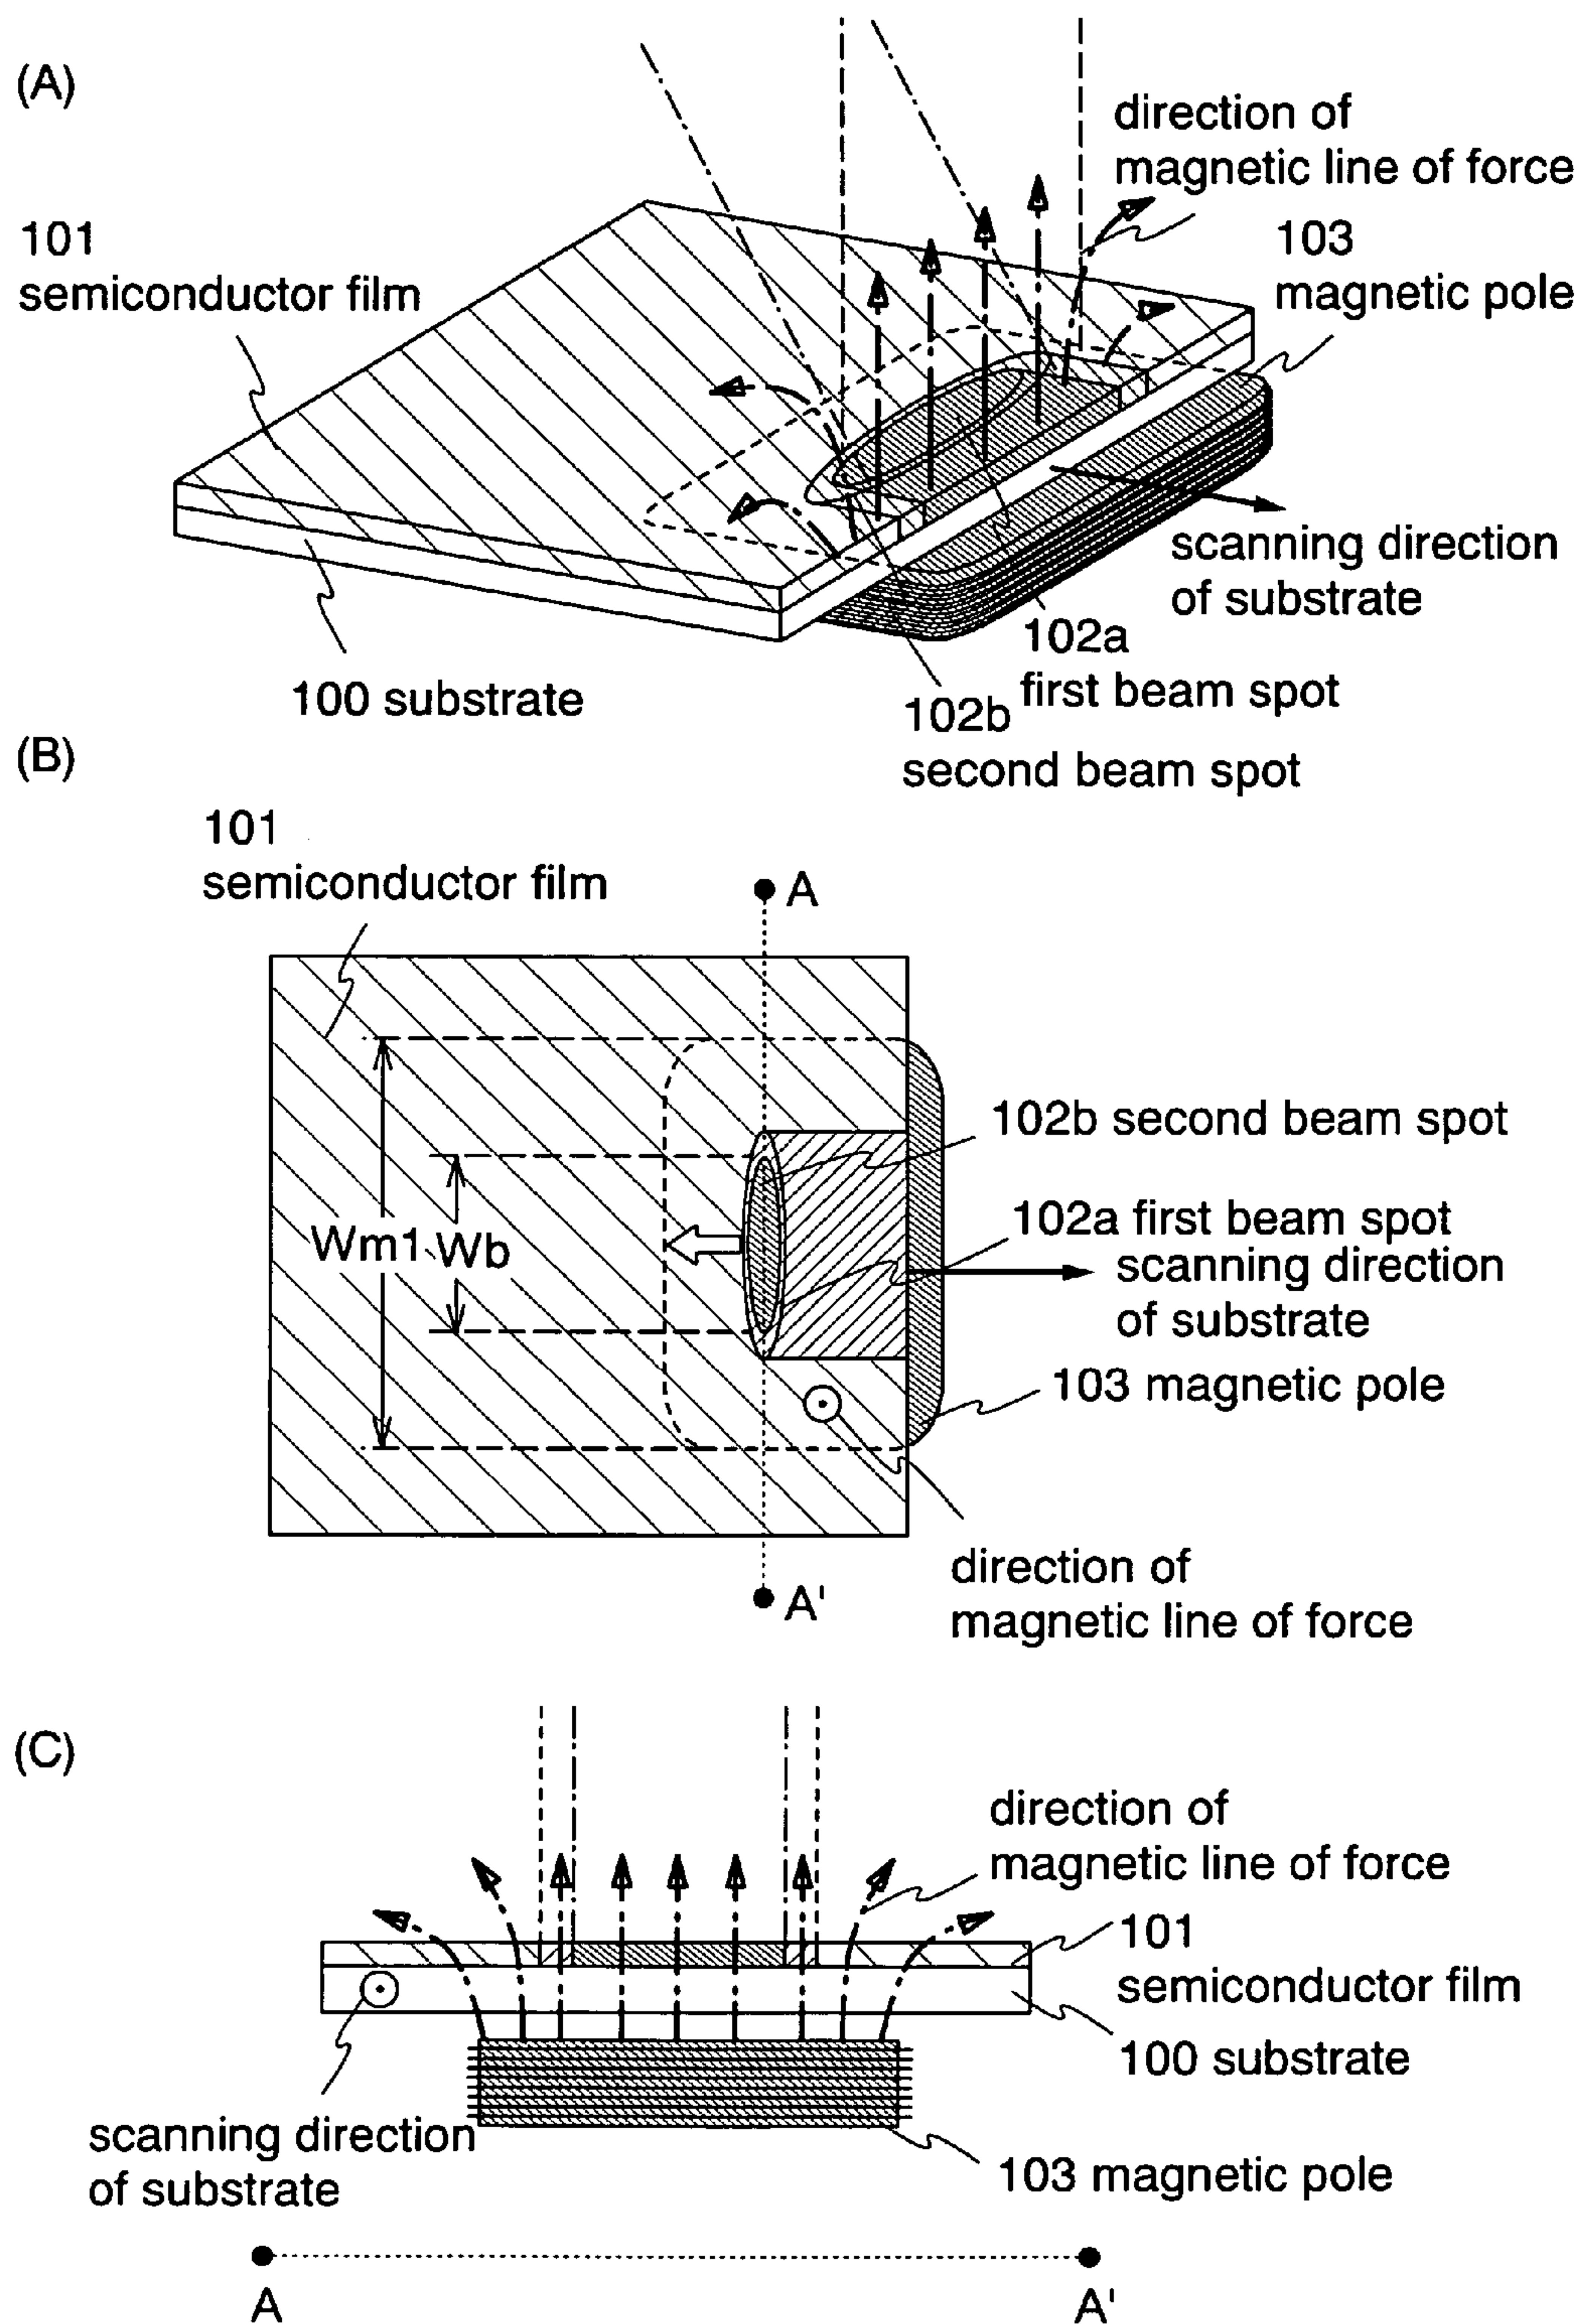 (A)
direction of
magnetic line of force
101
semiconductor film
103
magnetic pole
scanning direction
of substrate
102a
first beam spot
100 substrate
102b
second beam spot
(B)
101
semiconductor film
A
102b second beam spot
102a first beam spot
Wm1 Wb
scanning direction
of substrate
103 magnetic pole
direction of
magnetic line of force
A'
(C)
direction of
magnetic line of force
101
semiconductor film
100 substrate
scanning direction
of substrate
103 magnetic pole
A A'